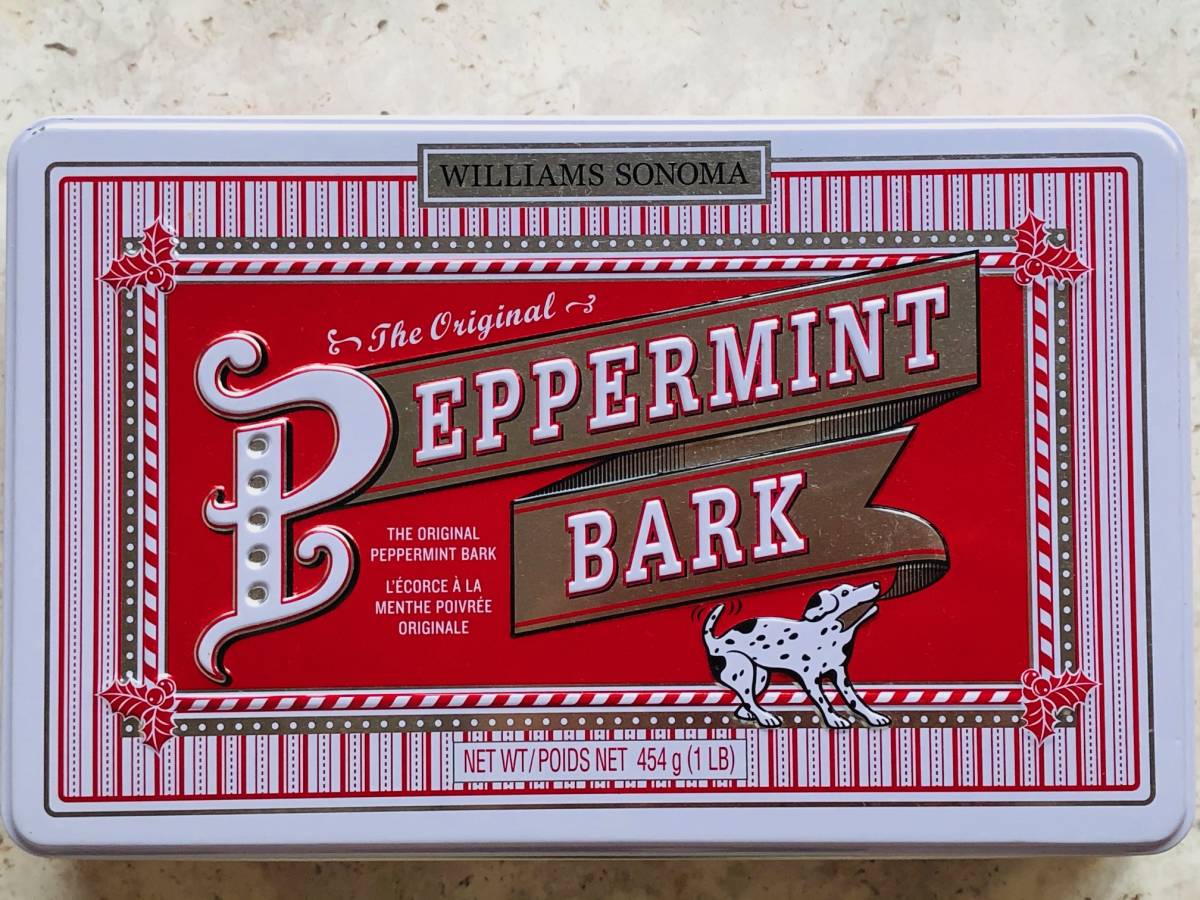 WILLIAMS SONOMA
The Original
PEPPERMINT
BARK
THE ORIGINAL
PEPPERMINT BARK
L'ÉCORCE À LA
MENTHE POIVRÉE
ORIGINALE
NET WT/POIDS NET 454 g (1 LB)